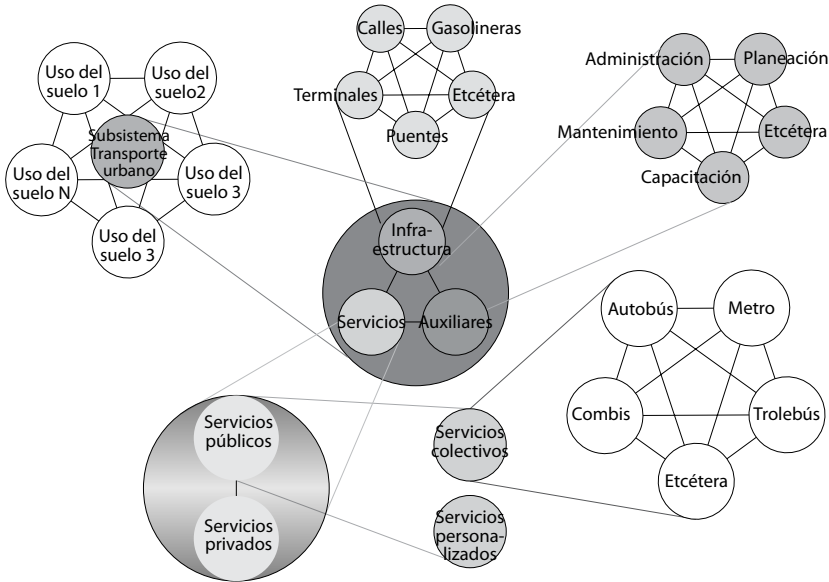 Uso del
suelo 1
Uso del
suelo2
Subsistema
Transporte
urbano
Uso del
suelo N
Uso del
suelo 3
Uso del
suelo 3
Calles
Gasolineras
Terminales
Etcétera
Puentes
Administración
Planeación
Mantenimiento
Etcétera
Capacitación
Infra-
estructura
Servicios
Auxiliares
Autobús
Metro
Combis
Trolebús
Etcétera
Servicios
públicos
Servicios
privados
Servicios
colectivos
Servicios
persona-
lizados